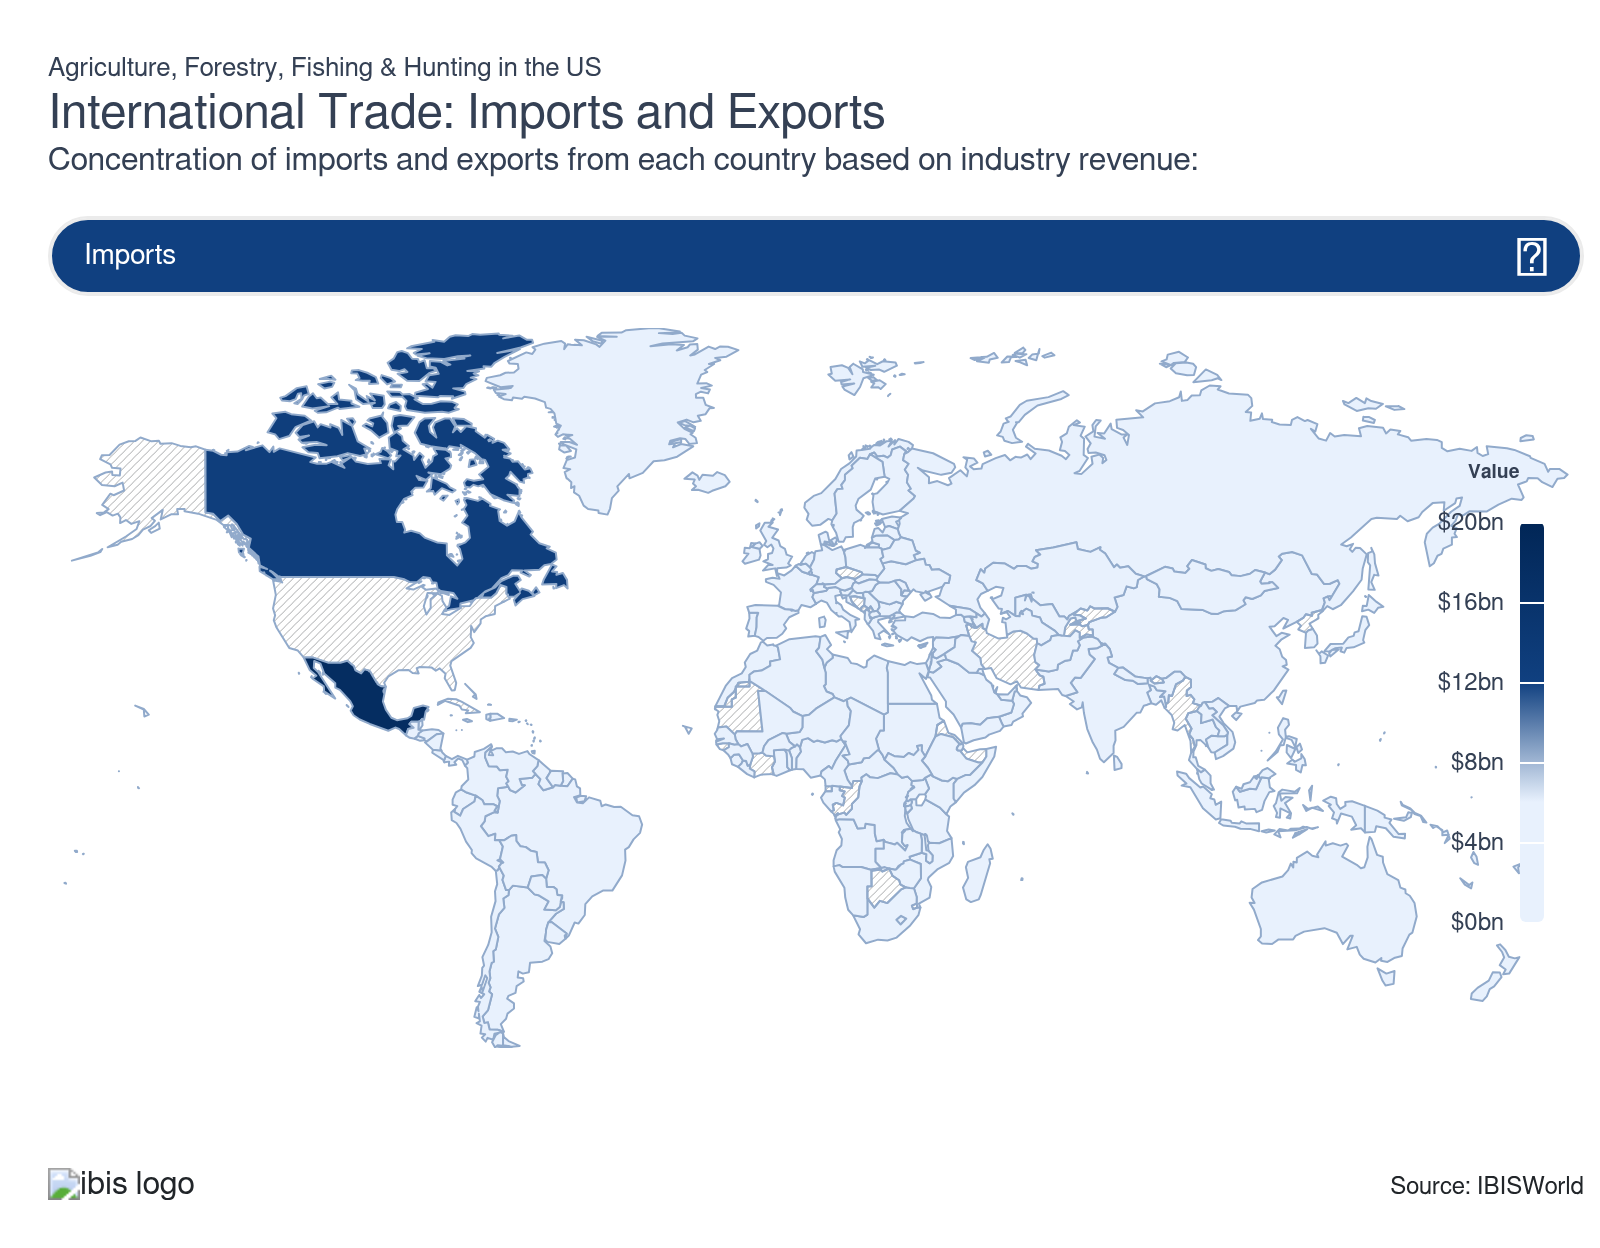 Agriculture, Forestry, Fishing & Hunting in the US
International Trade: Imports and Exports
Concentration of imports and exports from each country based on industry revenue:
Imports
Value
$20bn
$16bn
$12bn
$8bn
$4bn
$0bn
ibis logo
Source: IBISWorld